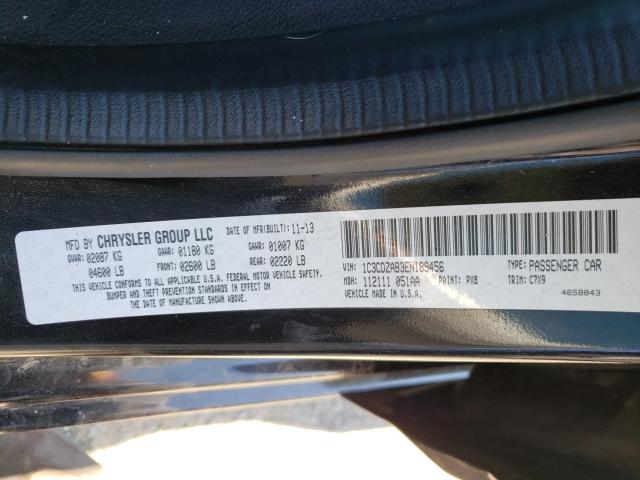 MFD BY CHRYSLER GROUP LLC DATE OF MFR(BUILT): 11-13
GVWR: 02087 KG GAWR: 01180 KG GAWR: 01007 KG
04600 LB FRONT: 02600 LB REAR: 02220 LB
THIS VEHICLE CONFORMS TO ALL APPLICABLE U.S.A. FEDERAL MOTOR VEHICLE SAFETY,
BUMPER AND THEFT PREVENTION STANDARDS IN EFFECT ON
THE DATE OF MANUFACTURE SHOWN ABOVE. MADE IN U.S.A.
VIN: 1C3CDZAB3EN189456 TYPE: PASSENGER CAR
MDH: 112111 051AA PAINT: PX8 TRIM: C7X9
4658843